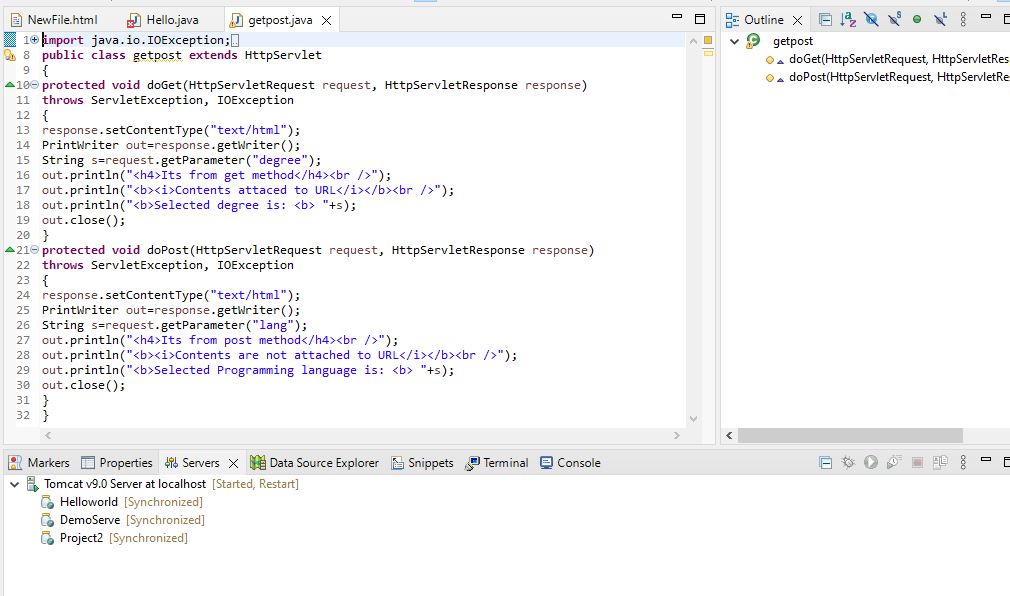 NewFile.html Hello.java getpost.java
1 import java.io.IOException;
8 public class getpost extends HttpServlet
9 {
10 protected void doGet(HttpServletRequest request, HttpServletResponse response)
11 throws ServletException, IOException
12 {
13 response.setContentType("text/html");
14 PrintWriter out=response.getWriter();
15 String s=request.getParameter("degree");
16 out.println("<h4>Its from get method</h4><br />");
17 out.println("<b><i>Contents attaced to URL</i></b><br />");
18 out.println("<b>Selected degree is: <b> "+s);
19 out.close();
20 }
21 protected void doPost(HttpServletRequest request, HttpServletResponse response)
22 throws ServletException, IOException
23 {
24 response.setContentType("text/html");
25 PrintWriter out=response.getWriter();
26 String s=request.getParameter("lang");
27 out.println("<h4>Its from post method</h4><br />");
28 out.println("<b><i>Contents are not attached to URL</i></b><br />");
29 out.println("<b>Selected Programming language is: <b> "+s);
30 out.close();
31 }
32 }
Outline
getpost
doGet(HttpServletRequest, HttpServletRes
doPost(HttpServletRequest, HttpServletRe
Markers Properties Servers Data Source Explorer Snippets Terminal Console
Tomcat v9.0 Server at localhost [Started, Restart]
Helloworld [Synchronized]
DemoServe [Synchronized]
Project2 [Synchronized]